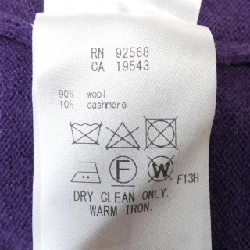 RN 92568
CA 19543
90% wool
10% cashmere
F W F13H
DRY CLEAN ONLY.
WARM IRON.